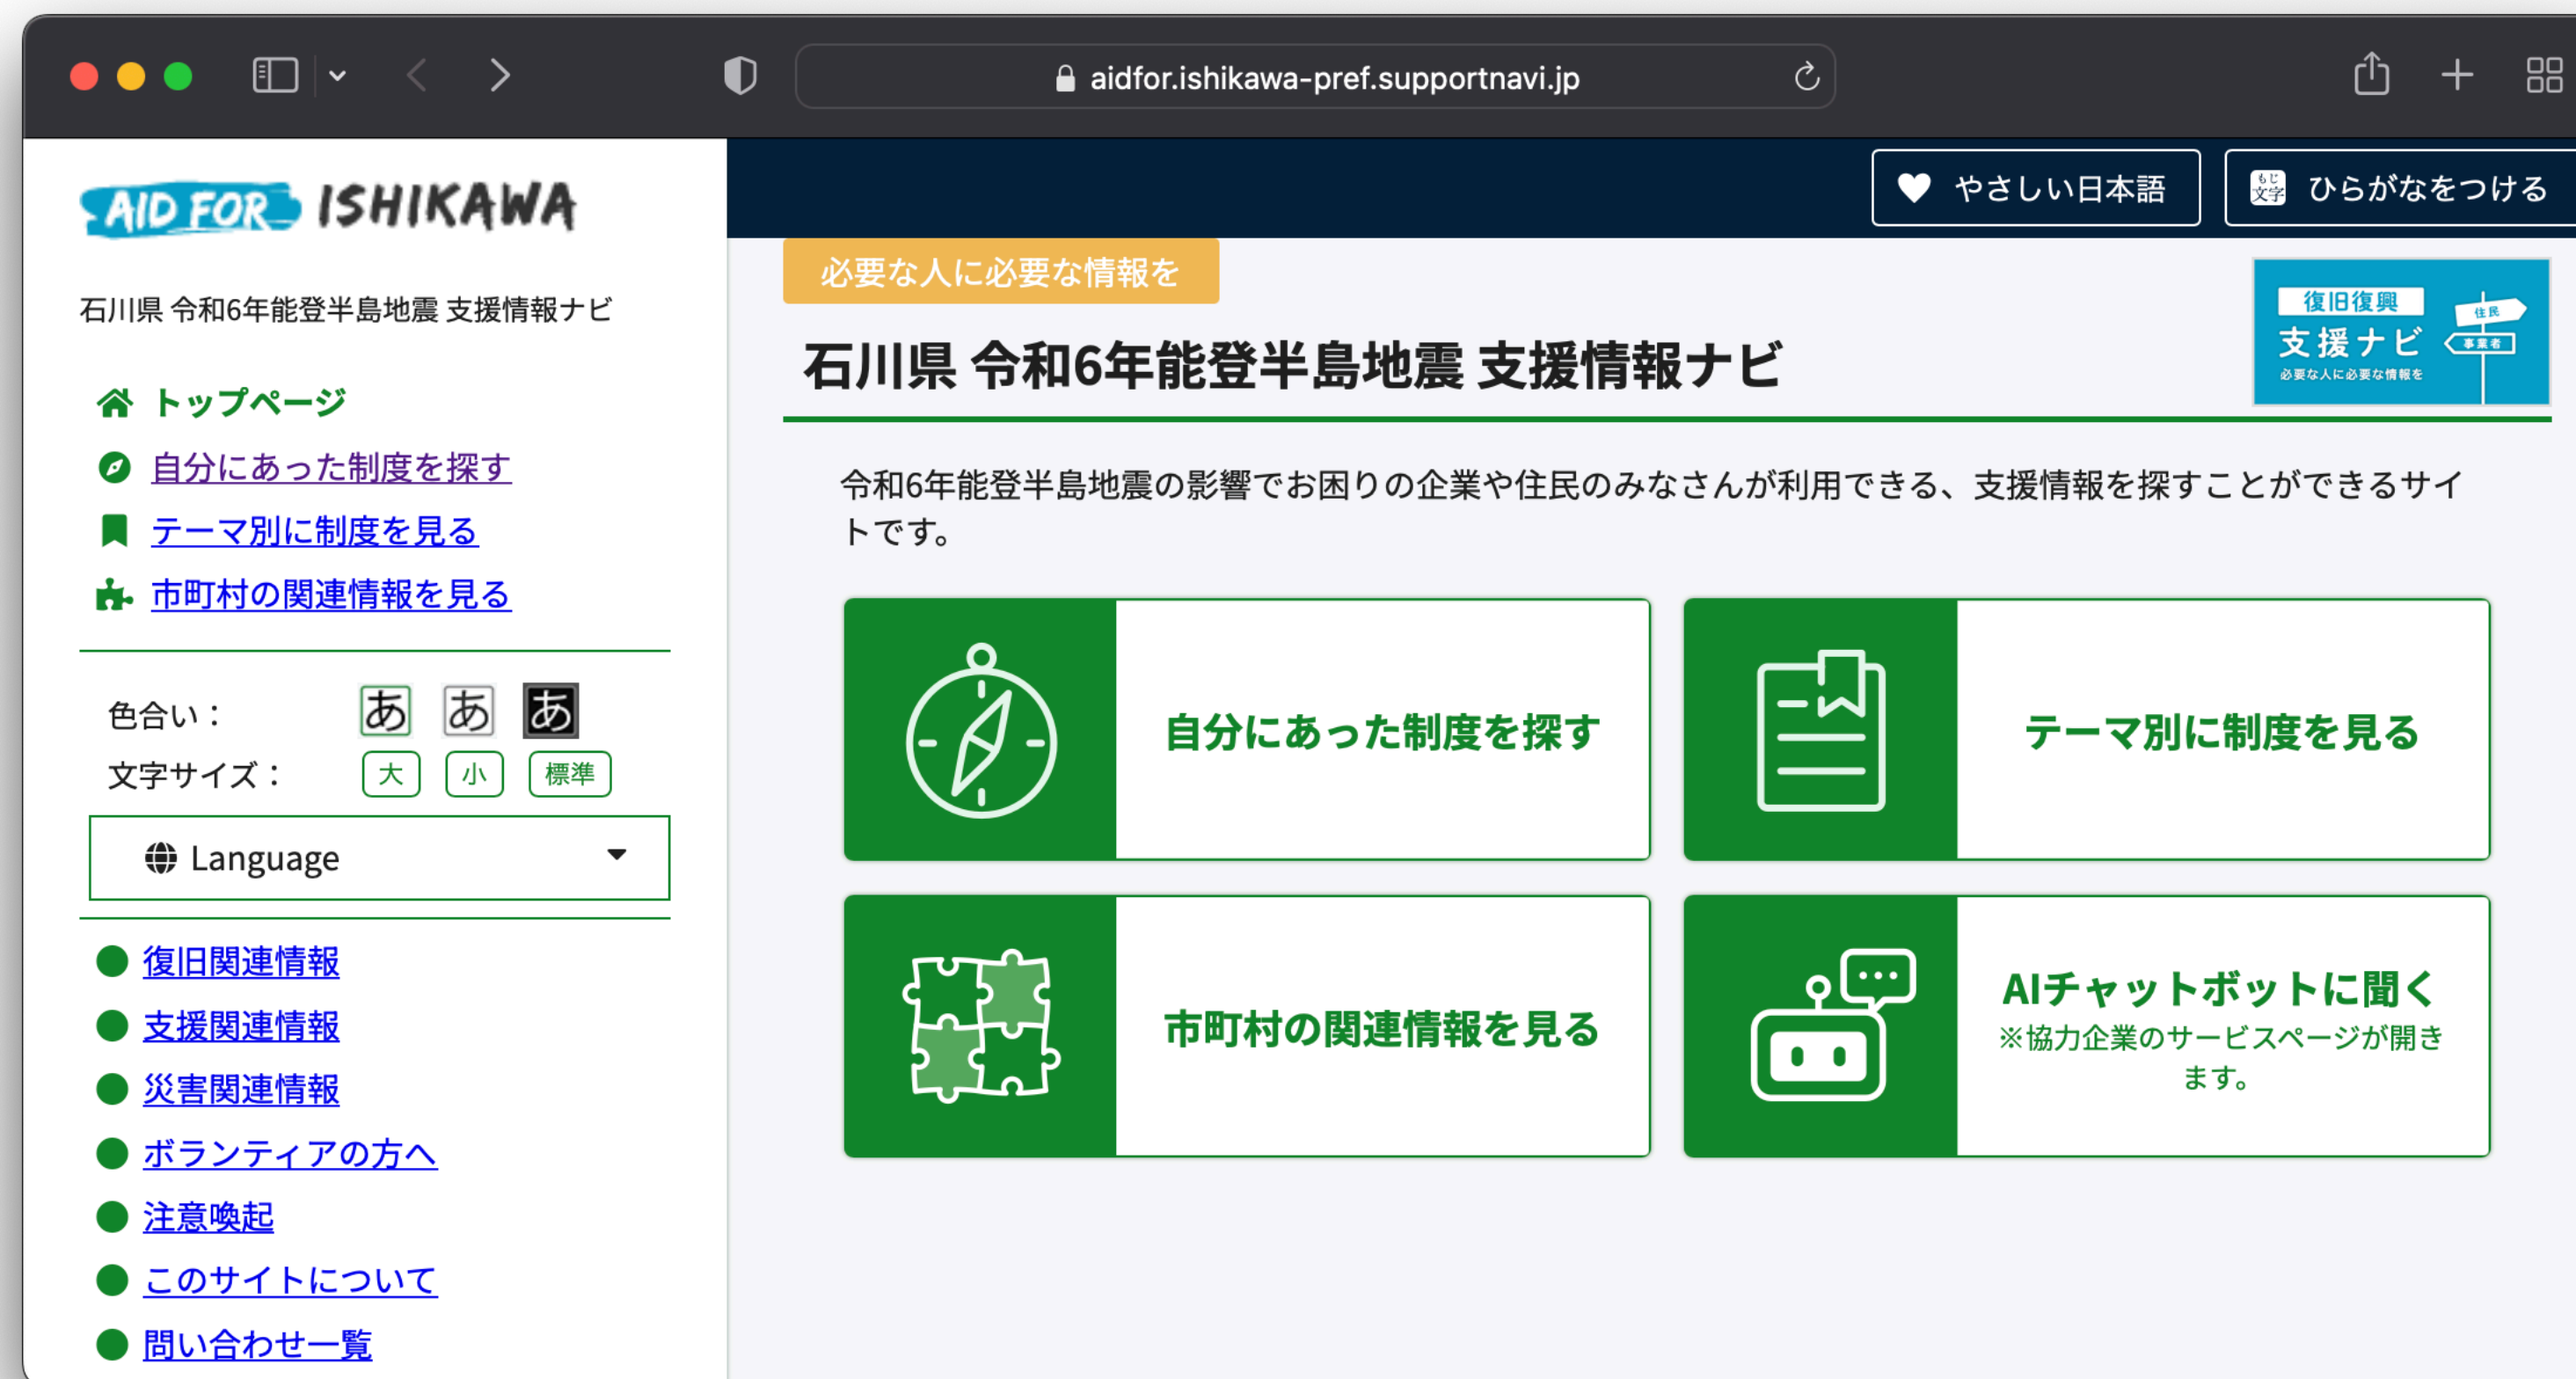 aidfor.ishikawa-pref.supportnavi.jp
AID FOR ISHIKAWA
石川県 令和6年能登半島地震 支援情報ナビ
トップページ
自分にあった制度を探す
テーマ別に制度を見る
市町村の関連情報を見る
色合い：
あ あ あ
文字サイズ：
大 小 標準
Language
復旧関連情報
支援関連情報
災害関連情報
ボランティアの方へ
注意喚起
このサイトについて
問い合わせ一覧
やさしい日本語
もじ
文字
ひらがなをつける
必要な人に必要な情報を
石川県 令和6年能登半島地震 支援情報ナビ
復旧復興
支援ナビ
必要な人に必要な情報を
住民
事業者
令和6年能登半島地震の影響でお困りの企業や住民のみなさんが利用できる、支援情報を探すことができるサイ
トです。
自分にあった制度を探す
テーマ別に制度を見る
市町村の関連情報を見る
AIチャットボットに聞く
※協力企業のサービスページが開き
ます。